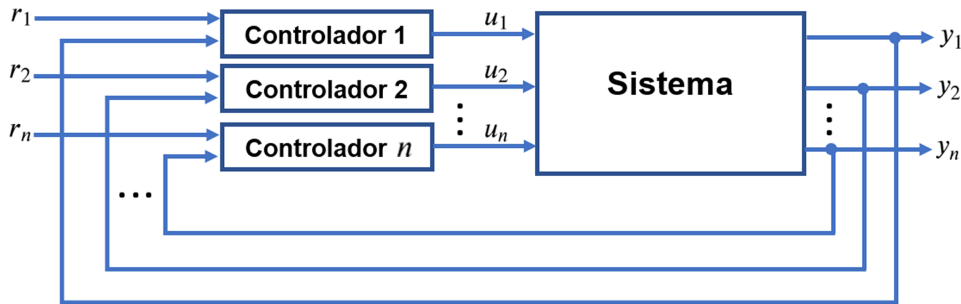 r1
Controlador 1
u1
Sistema
y1
r2
Controlador 2
u2
y2
rn
Controlador n
un
yn